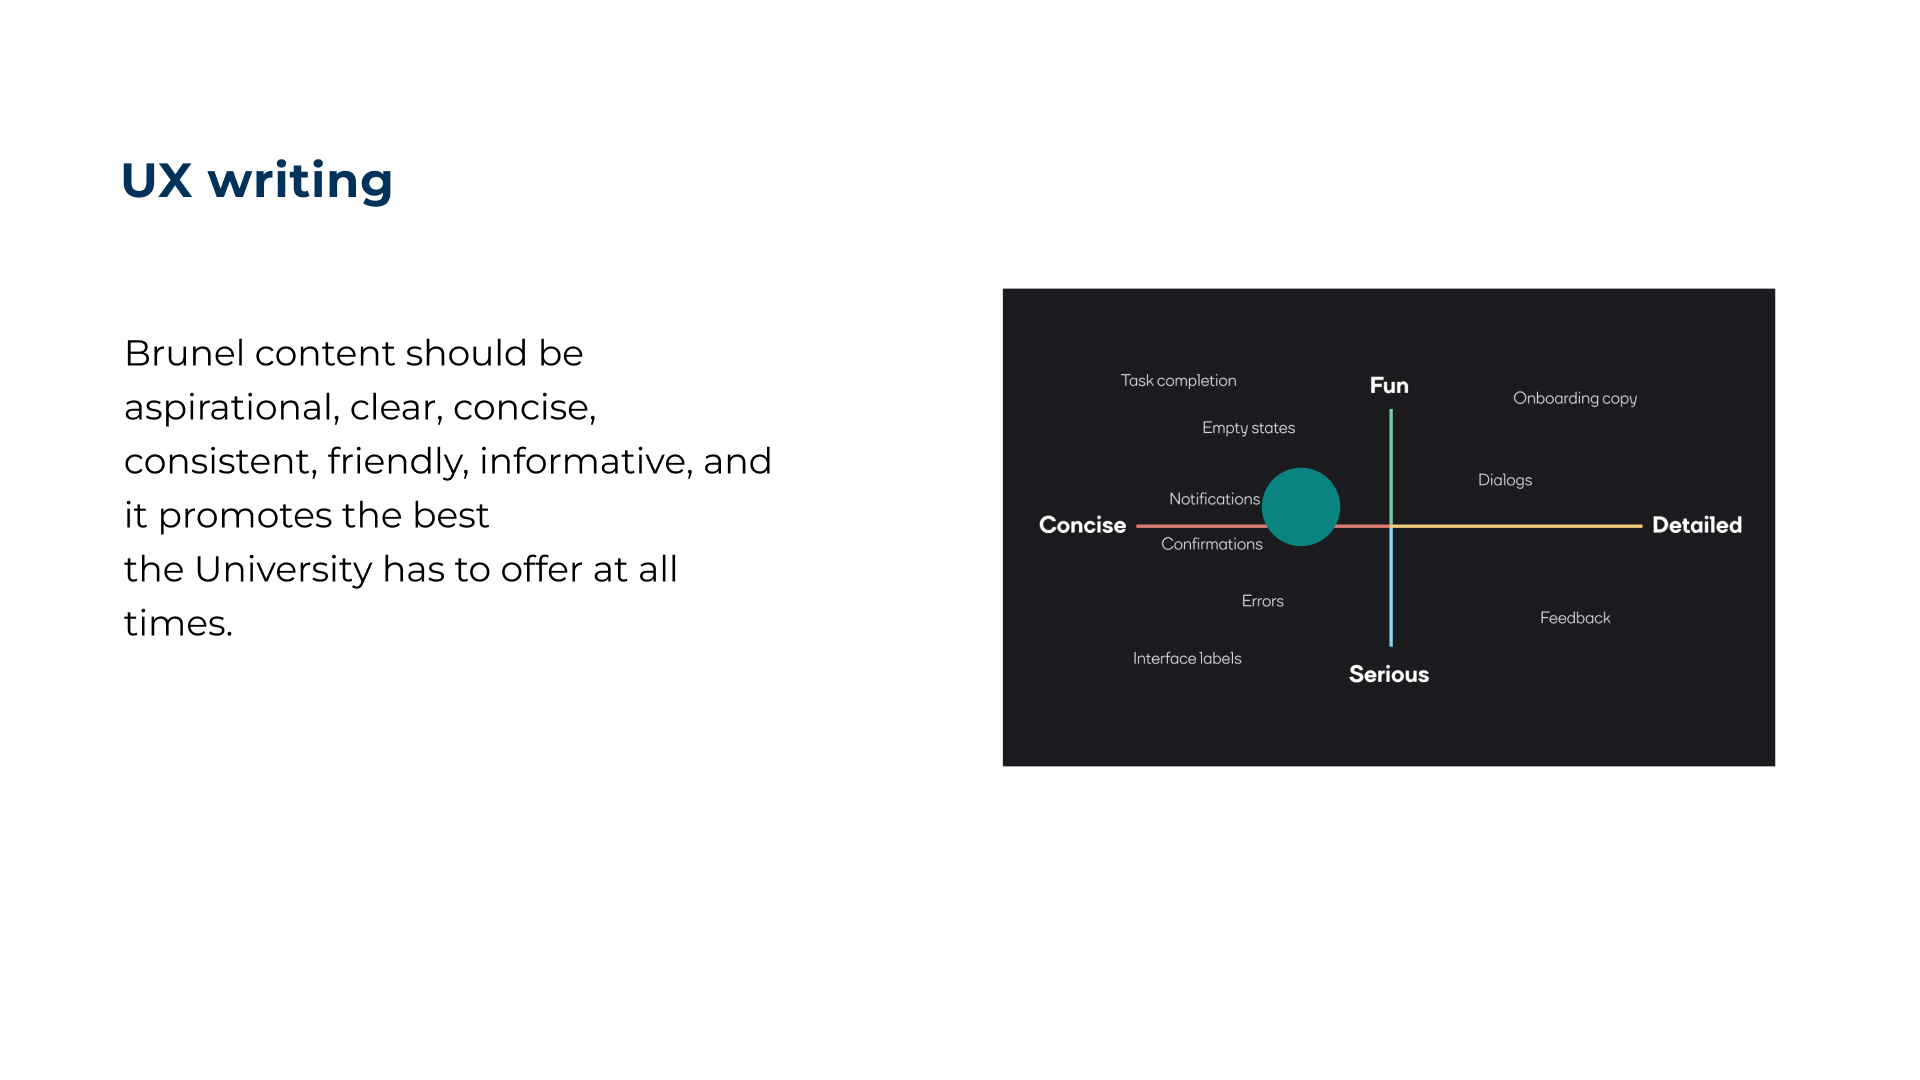 UX writing
Brunel content should be
aspirational, clear, concise,
consistent, friendly, informative, and
it promotes the best
the University has to offer at all
times.
Task completion
Fun
Onboarding copy
Empty states
Dialogs
Notifications
Concise
Detailed
Confirmations
Errors
Feedback
Interface labels
Serious